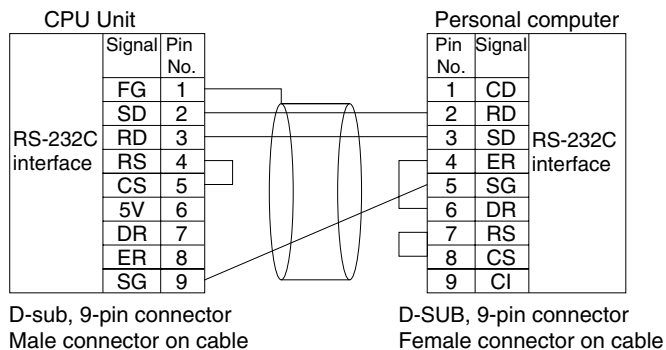 CPU Unit
Personal computer
Signal Pin No.
FG 1
SD 2
RD 3
RS 4
CS 5
5V 6
DR 7
ER 8
SG 9
RS-232C
interface
Pin No. Signal
1 CD
2 RD
3 SD
4 ER
5 SG
6 DR
7 RS
8 CS
9 CI
RS-232C
interface
D-sub, 9-pin connector
Male connector on cable
D-SUB, 9-pin connector
Female connector on cable